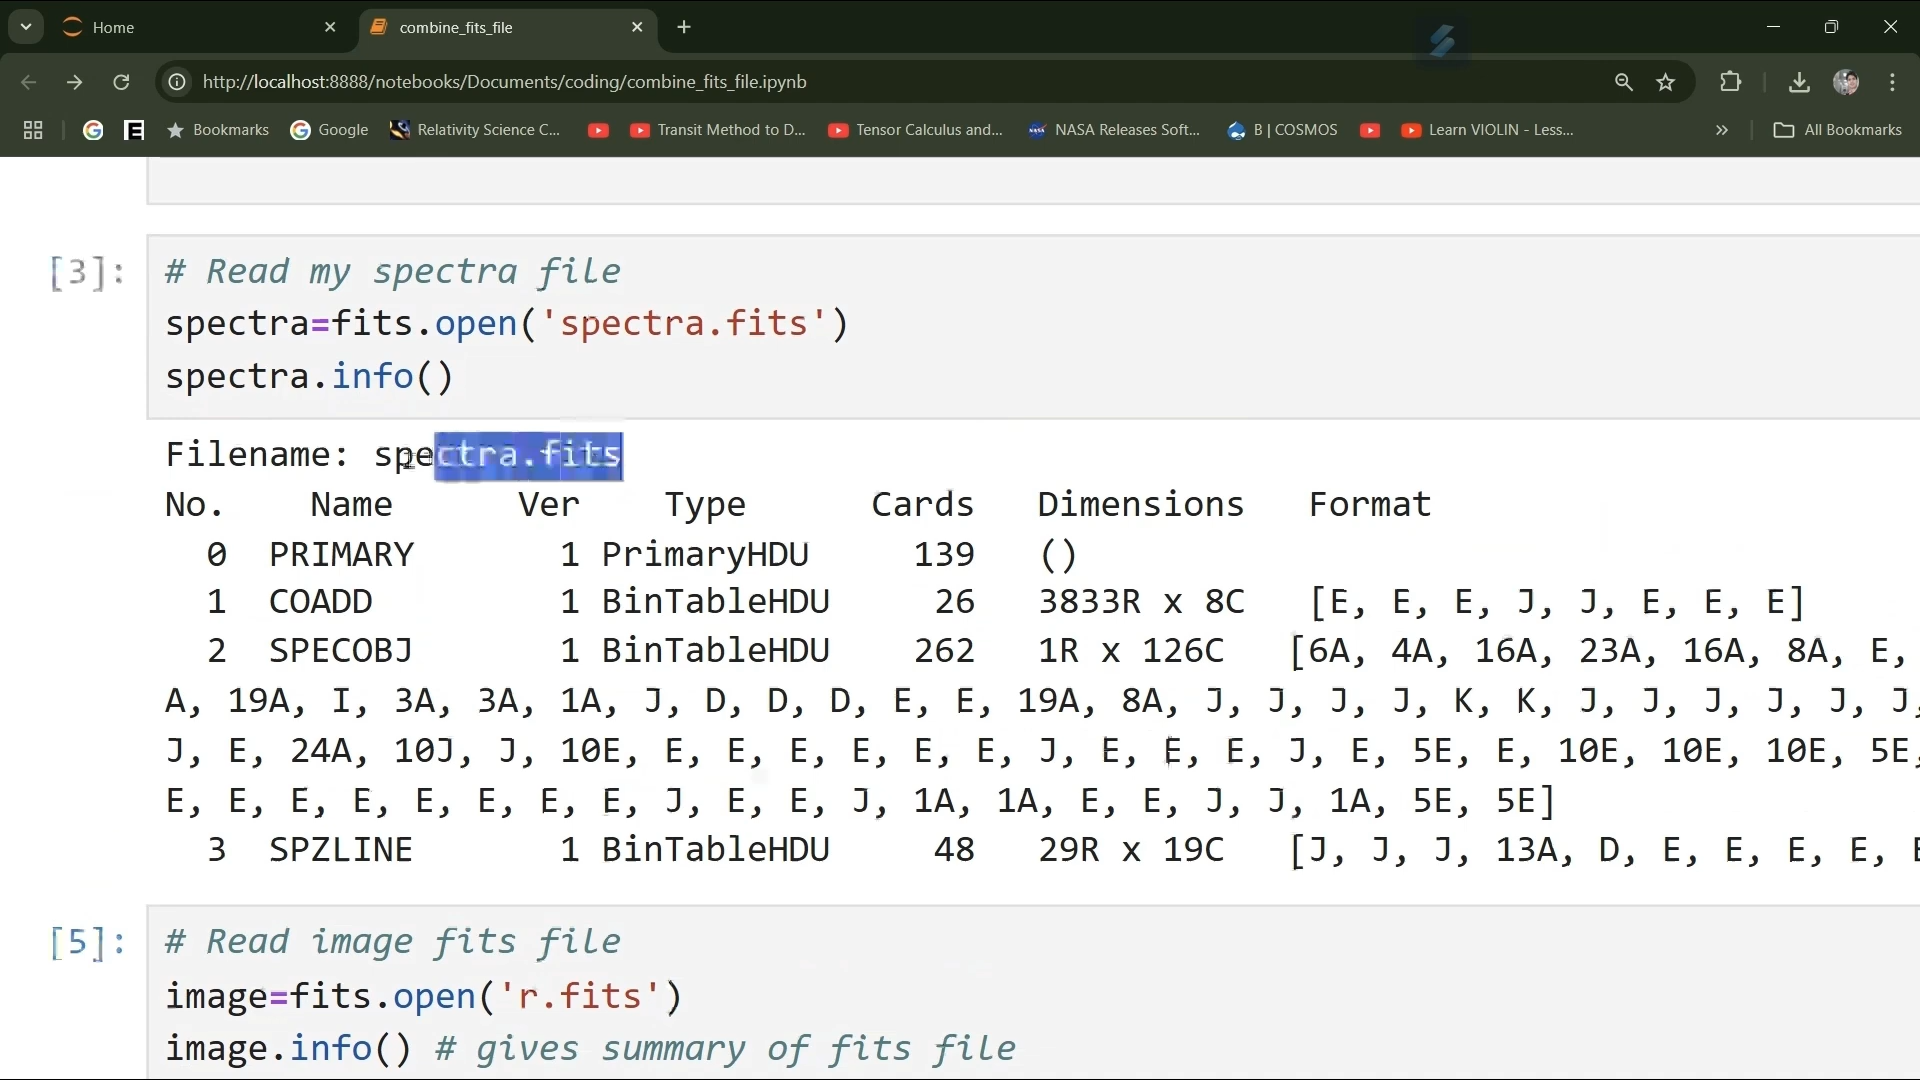 Home
combine_fits_file
http://localhost:8888/notebooks/Documents/coding/combine_fits_file.ipynb
Bookmarks
Google
Relativity Science C...
Transit Method to D...
Tensor Calculus and...
NASA Releases Soft...
B | COSMOS
Learn VIOLIN - Less...
All Bookmarks
[3]:
# Read my spectra file
spectra=fits.open('spectra.fits')
spectra.info()
Filename: spectra.fits
No. Name Ver Type Cards Dimensions Format
0 PRIMARY 1 PrimaryHDU 139 ()
1 COADD 1 BinTableHDU 26 3833R x 8C [E, E, E, J, J, E, E, E]
2 SPECOBJ 1 BinTableHDU 262 1R x 126C [6A, 4A, 16A, 23A, 16A, 8A, E,
A, 19A, I, 3A, 3A, 1A, J, D, D, D, E, E, 19A, 8A, J, J, J, J, K, K, J, J, J, J, J, J,
J, E, 24A, 10J, J, 10E, E, E, E, E, E, E, J, E, E, E, J, E, 5E, E, 10E, 10E, 10E, 5E,
E, E, E, E, E, E, E, E, J, E, E, J, 1A, 1A, E, E, J, J, 1A, 5E, 5E]
3 SPZLINE 1 BinTableHDU 48 29R x 19C [J, J, J, 13A, D, E, E, E, E, E
[5]:
# Read image fits file
image=fits.open('r.fits')
image.info() # gives summary of fits file